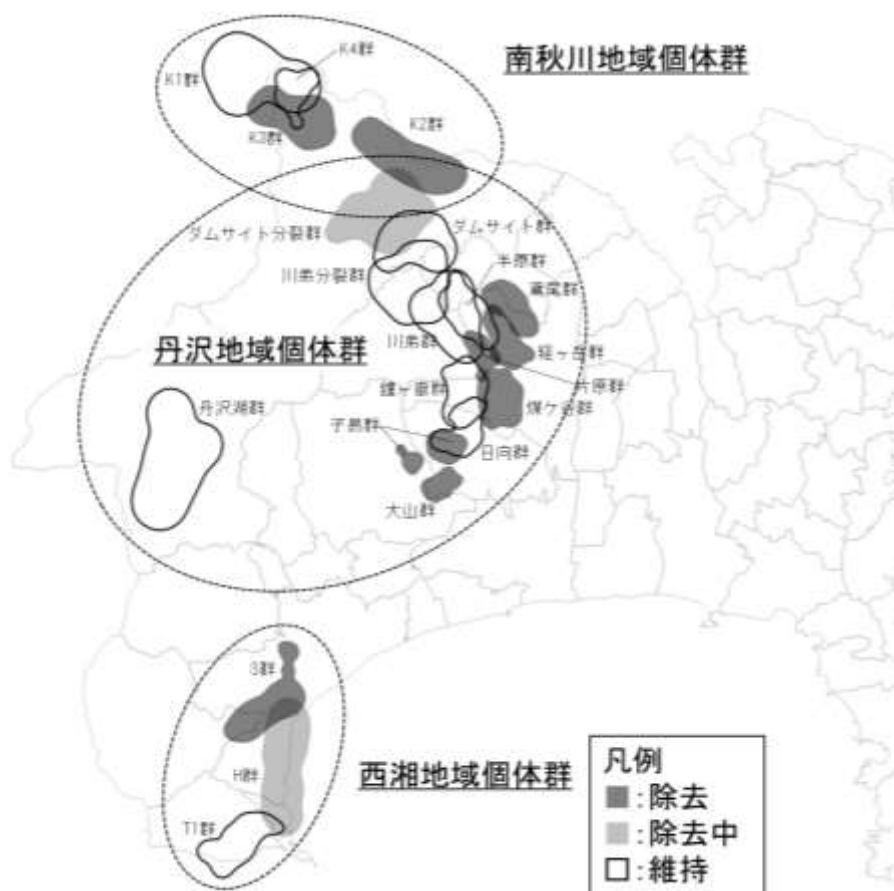 南秋川地域個体群
K4群
K1群
K3群
K2群
ダムサイト分裂群
ダムサイト群
半原群
川弟分裂群
鳶尾群
川弟群
丹沢地域個体群
経ヶ岳群
片原群
鐘ヶ嶽群
煤ケ谷群
丹沢湖群
子易群
日向群
大山群
S群
西湘地域個体群
H群
T1群
凡例
:除去
:除去中
:維持